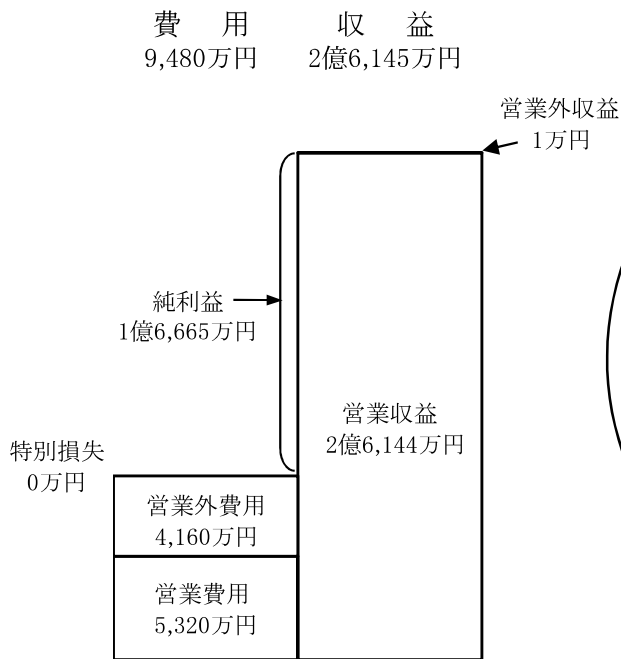 費　用　　収　益
9,480万円　2億6,145万円
営業外収益
1万円
純利益
1億6,665万円
営業収益
2億6,144万円
特別損失
0万円
営業外費用
4,160万円
営業費用
5,320万円